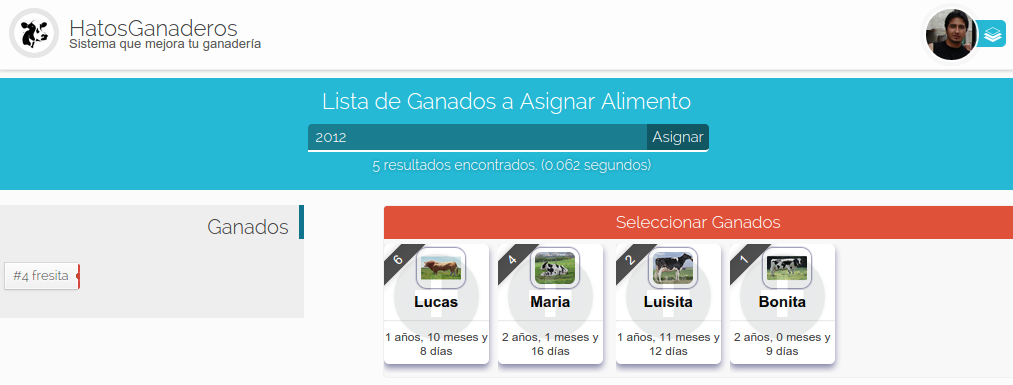 HatosGanaderos
Sistema que mejora tu ganadería
Lista de Ganados a Asignar Alimento
2012 Asignar
5 resultados encontrados. (0.062 segundos)
Ganados
#4 fresita
Seleccionar Ganados
6
Lucas
1 años, 10 meses y
8 días
4
Maria
2 años, 1 meses y
16 días
2
Luisita
1 años, 11 meses y
12 días
1
Bonita
2 años, 0 meses y
9 días